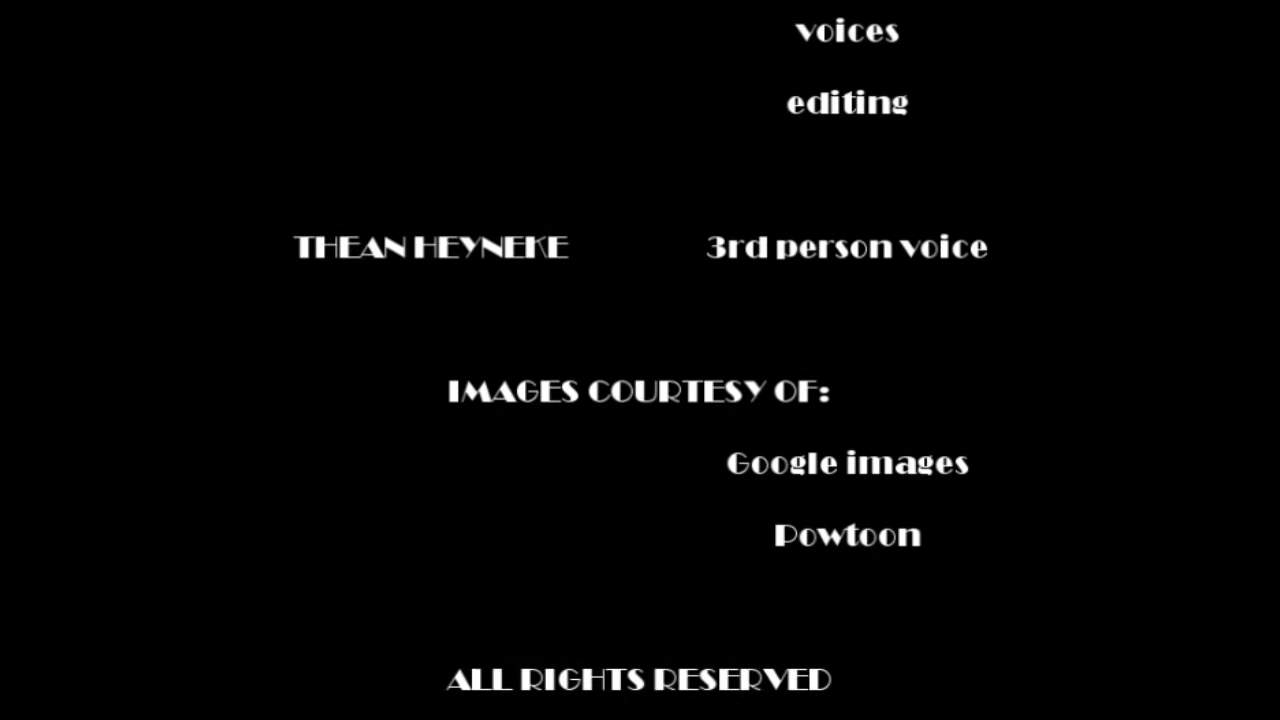 voices
editing
THEAN HEYNEKE 3rd person voice
IMAGES COURTESY OF:
Google images
Powtoon
ALL RIGHTS RESERVED